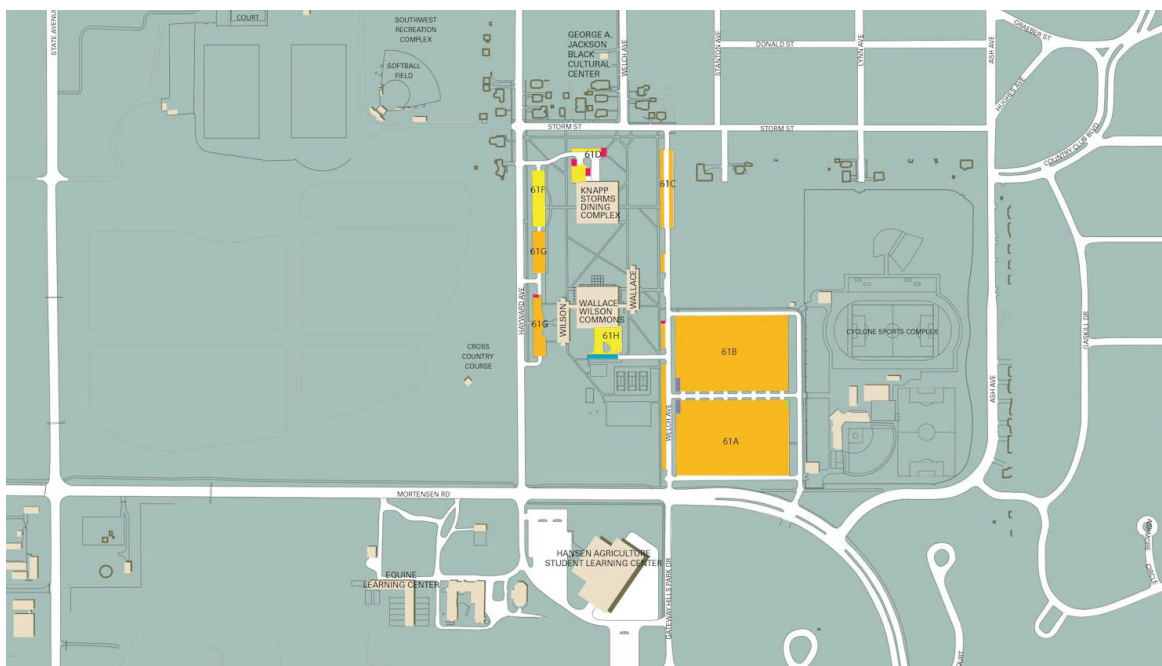 STATE AVENUE
COURT
SOUTHWEST
RECREATION
COMPLEX
SOFTBALL
FIELD
GEORGE A.
JACKSON
BLACK
CULTURAL
CENTER
WELCH AVE
STANTON AVE
DONALD ST
LYNN AVE
ASH AVE
GRAEBER ST
HUGHES AVE
COUNTRY CLUB BLVD
STORM ST
STORM ST
61D
61F
61C
KNAPP
STORMS
DINING
COMPLEX
61G
HAYWARD AVE
WALLACE
WALLACE
WILSON
COMMONS
WILSON
61G
61H
61B
CYCLONE SPORTS COMPLEX
GASKILL DR
CROSS
COUNTRY
COURSE
ASH AVE
WELCH AVE
61A
MORTENSEN RD
HANSEN AGRICULTURE
STUDENT LEARNING CENTER
EQUINE
LEARNING CENTER
GATEWAY HILLS PARK DR
CIRCLE